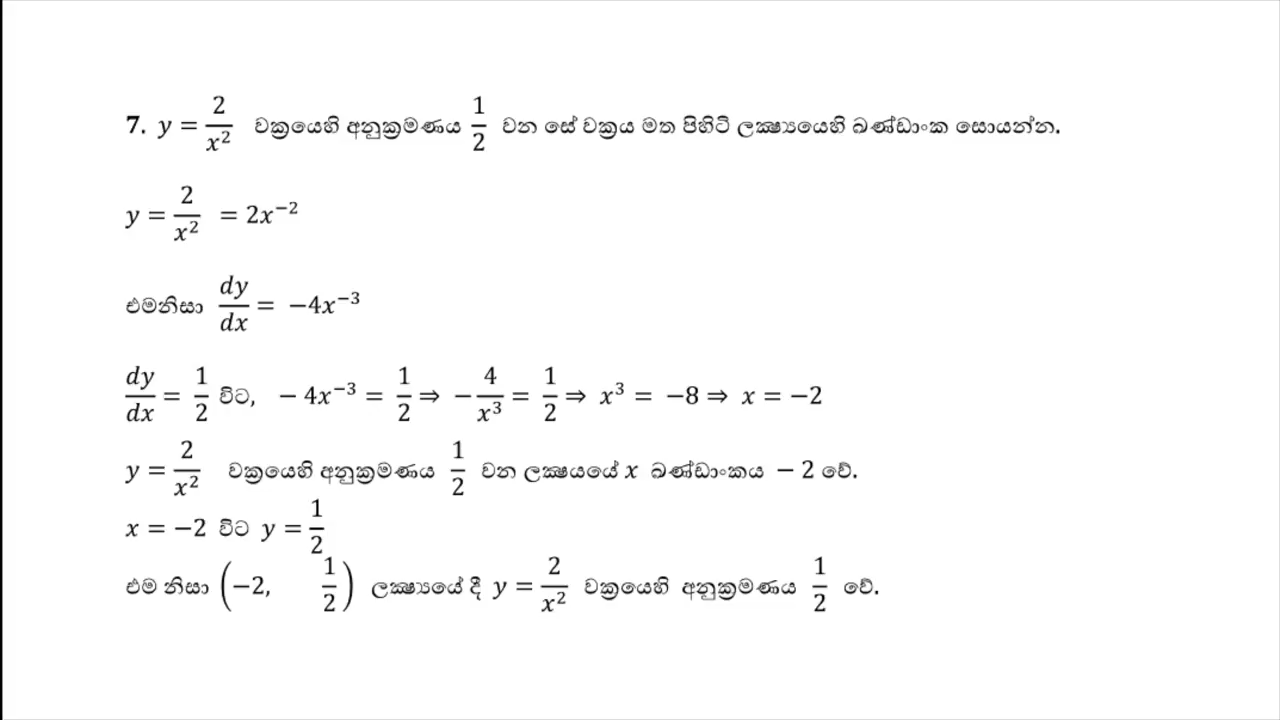 7. y = 2/x² වක්‍රයෙහි අනුක්‍රමණය 1/2 වන සේ වක්‍රය මත පිහිටි ලක්‍ෂ්‍යයෙහි ඛණ්ඩාංක සොයන්න.
y = 2/x² = 2x⁻²
එමනිසා dy/dx = −4x⁻³
dy/dx = 1/2 විට, − 4x⁻³ = 1/2 ⇒ −4/x³ = 1/2 ⇒ x³ = −8 ⇒ x = −2
y = 2/x² වක්‍රයෙහි අනුක්‍රමණය 1/2 වන ලක්‍ෂයයේ x ඛණ්ඩාංකය − 2 වේ.
x = −2 විට y = 1/2
එම නිසා (−2, 1/2) ලක්‍ෂ්‍යයේ දී y = 2/x² වක්‍රයෙහි අනුක්‍රමණය 1/2 වේ.